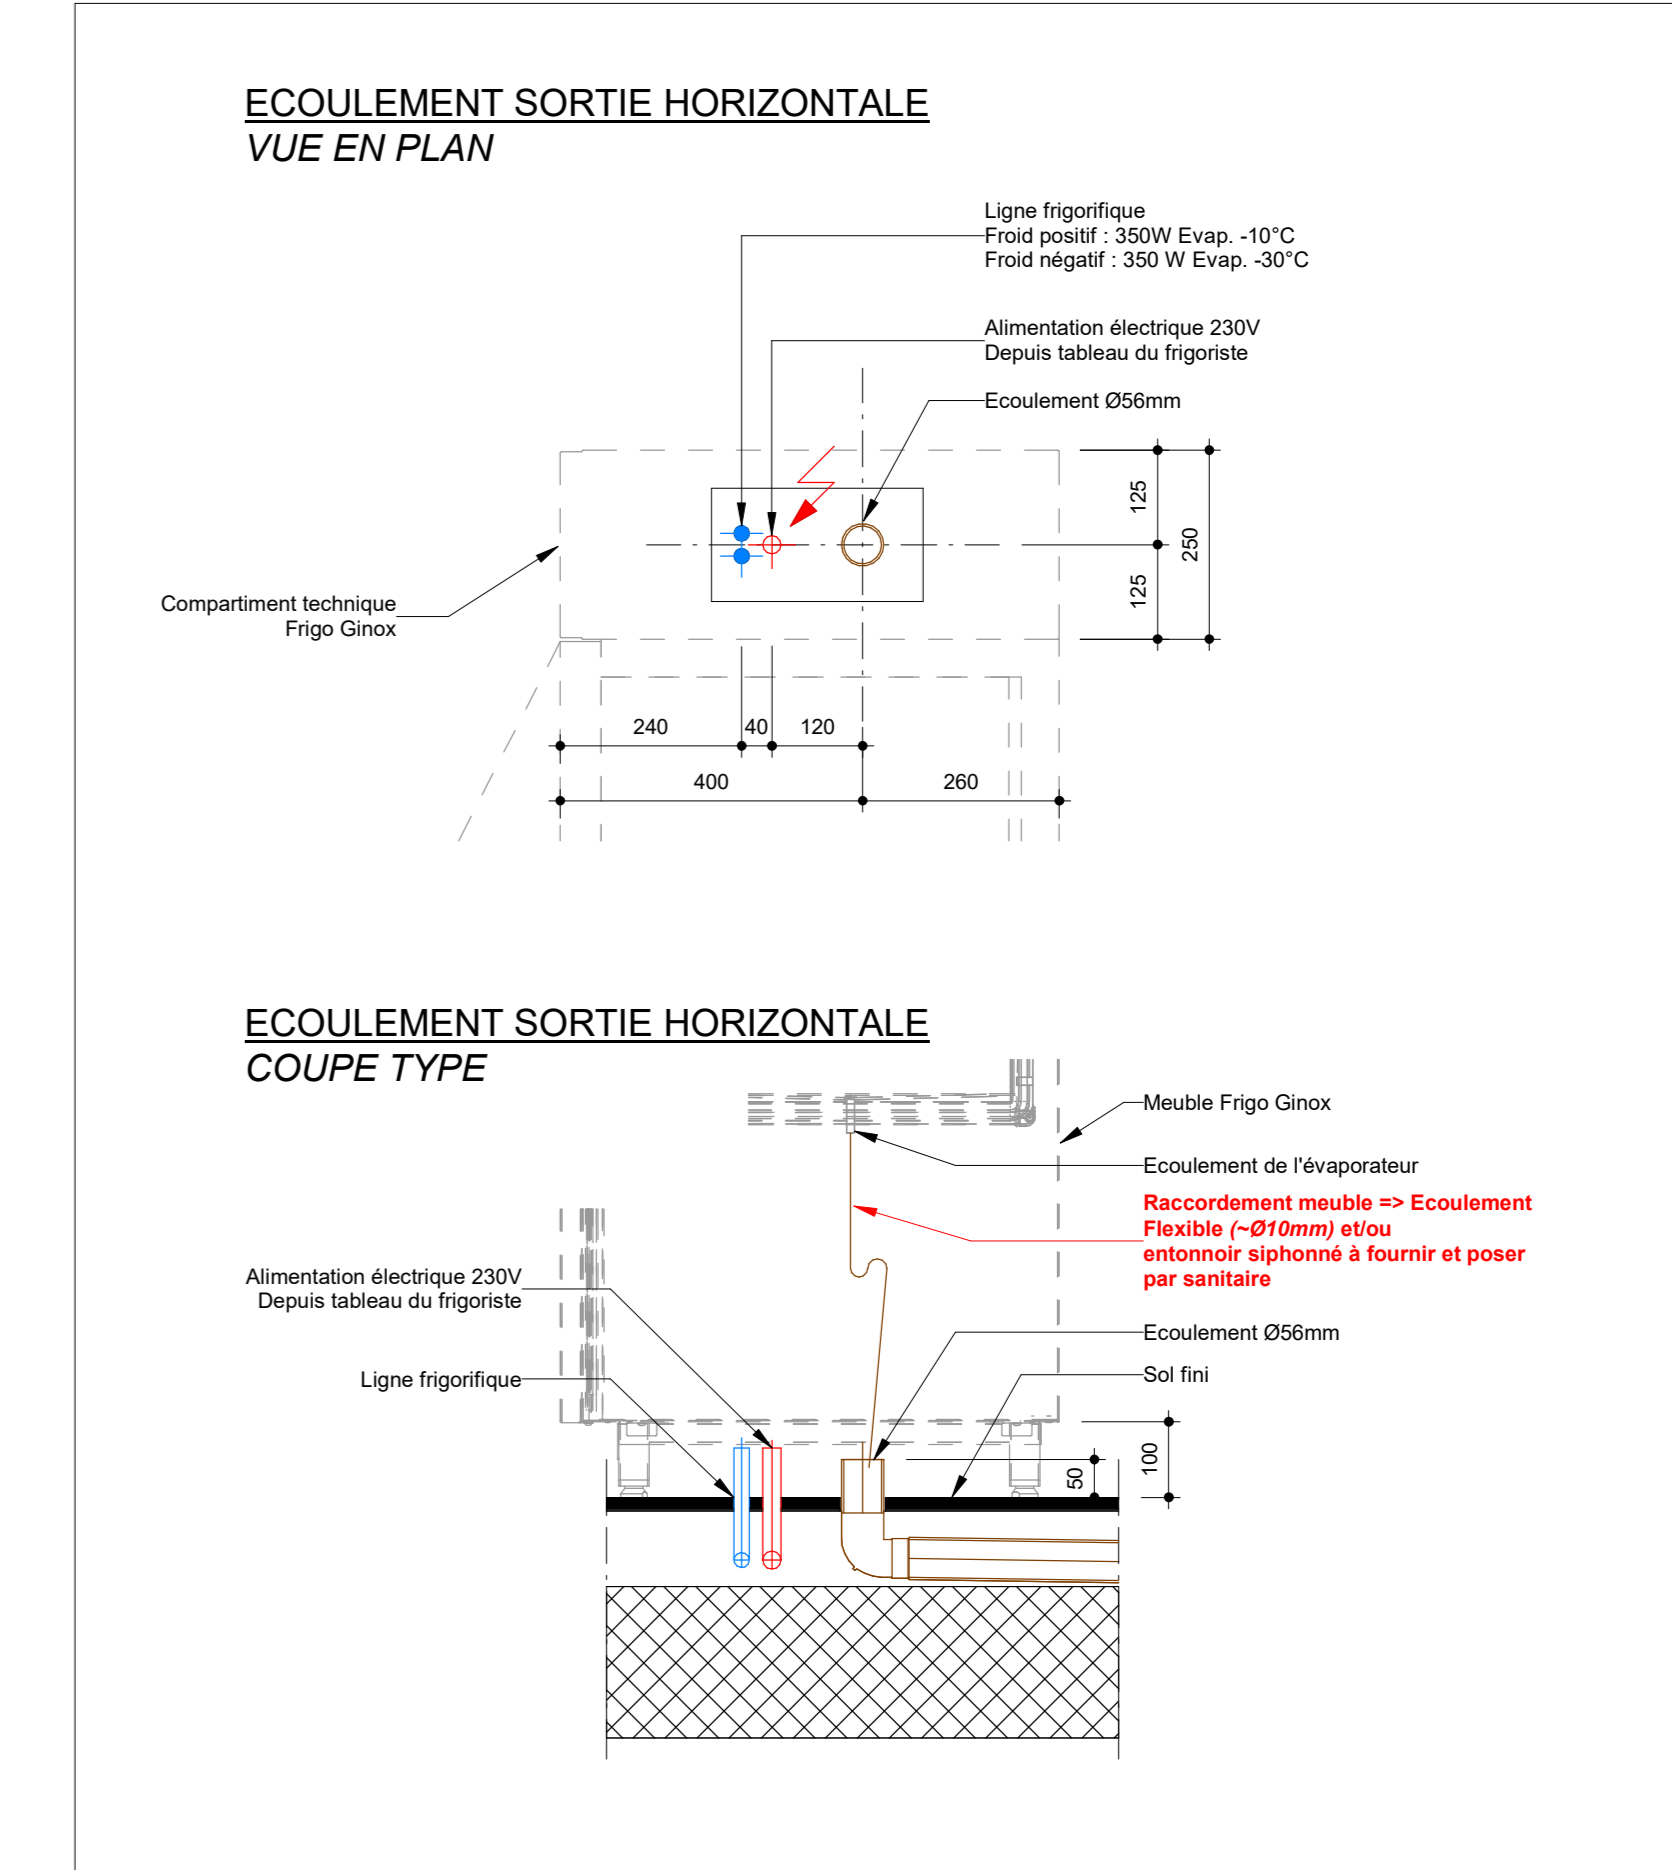 ECOULEMENT SORTIE HORIZONTALE
VUE EN PLAN
Ligne frigorifique
Froid positif : 350W Evap. -10°C
Froid négatif : 350 W Evap. -30°C
Alimentation électrique 230V
Depuis tableau du frigoriste
Ecoulement Ø56mm
125
250
125
Compartiment technique
Frigo Ginox
240
40
120
400
260
ECOULEMENT SORTIE HORIZONTALE
COUPE TYPE
Meuble Frigo Ginox
Ecoulement de l'évaporateur
Raccordement meuble => Ecoulement
Flexible (~Ø10mm) et/ou
entonnoir siphonné à fournir et poser
par sanitaire
Alimentation électrique 230V
Depuis tableau du frigoriste
Ecoulement Ø56mm
Ligne frigorifique
Sol fini
50
100